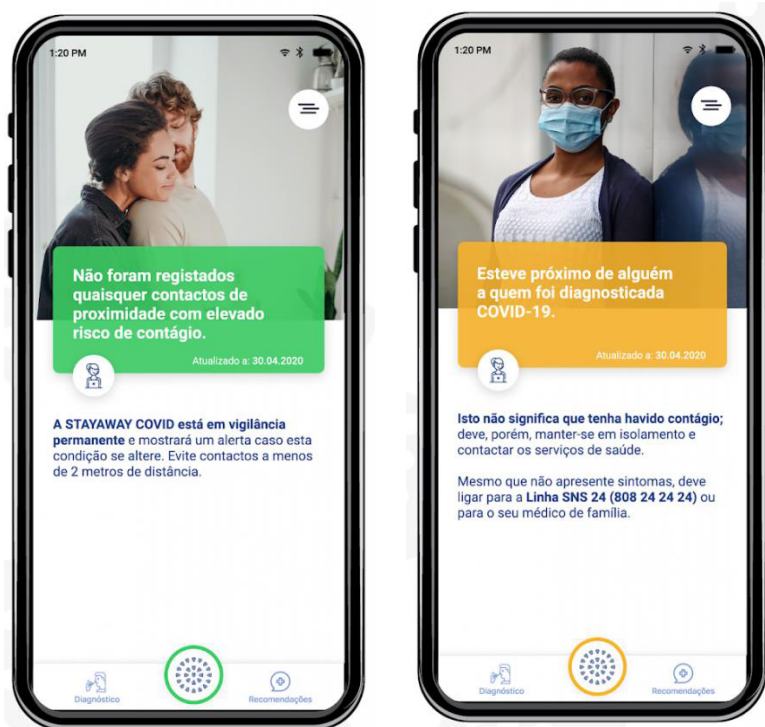 1:20 PM
Não foram registados
quaisquer contactos de
proximidade com elevado
risco de contágio.
Atualizado a: 30.04.2020
A STAYAWAY COVID está em vigilância
permanente e mostrará um alerta caso esta
condição se altere. Evite contactos a menos
de 2 metros de distância.
Diagnóstico
Recomendações
1:20 PM
Esteve próximo de alguém
a quem foi diagnosticada
COVID-19.
Atualizado a: 30.04.2020
Isto não significa que tenha havido contágio;
deve, porém, manter-se em isolamento e
contactar os serviços de saúde.
Mesmo que não apresente sintomas, deve
ligar para a Linha SNS 24 (808 24 24 24) ou
para o seu médico de família.
Diagnóstico
Recomendações